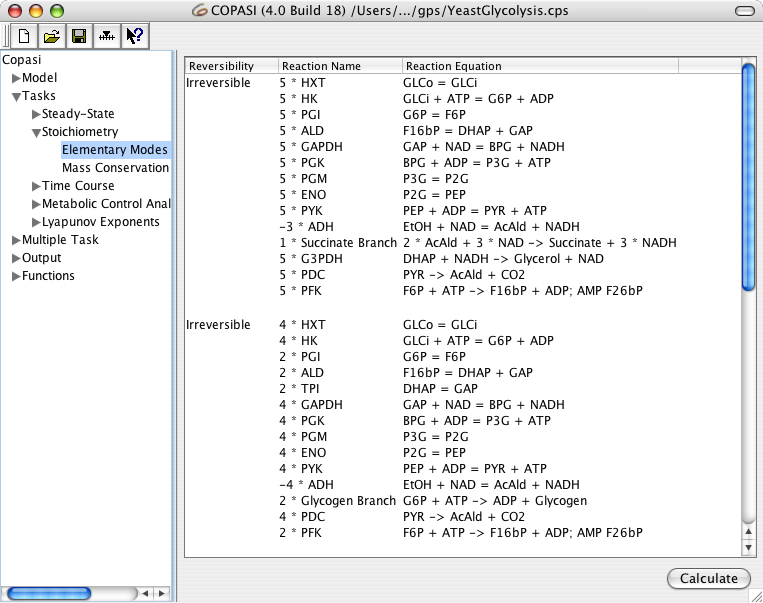 COPASI (4.0 Build 18) /Users/.../gps/YeastGlycolysis.cps
Copasi
Model
Tasks
Steady-State
Stoichiometry
Elementary Modes
Mass Conservation
Time Course
Metabolic Control Anal
Lyapunov Exponents
Multiple Task
Output
Functions
Reversibility Reaction Name Reaction Equation
Irreversible 5 * HXT GLCo = GLCi
5 * HK GLCi + ATP = G6P + ADP
5 * PGI G6P = F6P
5 * ALD F16bP = DHAP + GAP
5 * GAPDH GAP + NAD = BPG + NADH
5 * PGK BPG + ADP = P3G + ATP
5 * PGM P3G = P2G
5 * ENO P2G = PEP
5 * PYK PEP + ADP = PYR + ATP
-3 * ADH EtOH + NAD = AcAld + NADH
1 * Succinate Branch 2 * AcAld + 3 * NAD -> Succinate + 3 * NADH
5 * G3PDH DHAP + NADH -> Glycerol + NAD
5 * PDC PYR -> AcAld + CO2
5 * PFK F6P + ATP -> F16bP + ADP; AMP F26bP
Irreversible 4 * HXT GLCo = GLCi
4 * HK GLCi + ATP = G6P + ADP
2 * PGI G6P = F6P
2 * ALD F16bP = DHAP + GAP
2 * TPI DHAP = GAP
4 * GAPDH GAP + NAD = BPG + NADH
4 * PGK BPG + ADP = P3G + ATP
4 * PGM P3G = P2G
4 * ENO P2G = PEP
4 * PYK PEP + ADP = PYR + ATP
-4 * ADH EtOH + NAD = AcAld + NADH
2 * Glycogen Branch G6P + ATP -> ADP + Glycogen
4 * PDC PYR -> AcAld + CO2
2 * PFK F6P + ATP -> F16bP + ADP; AMP F26bP
Calculate